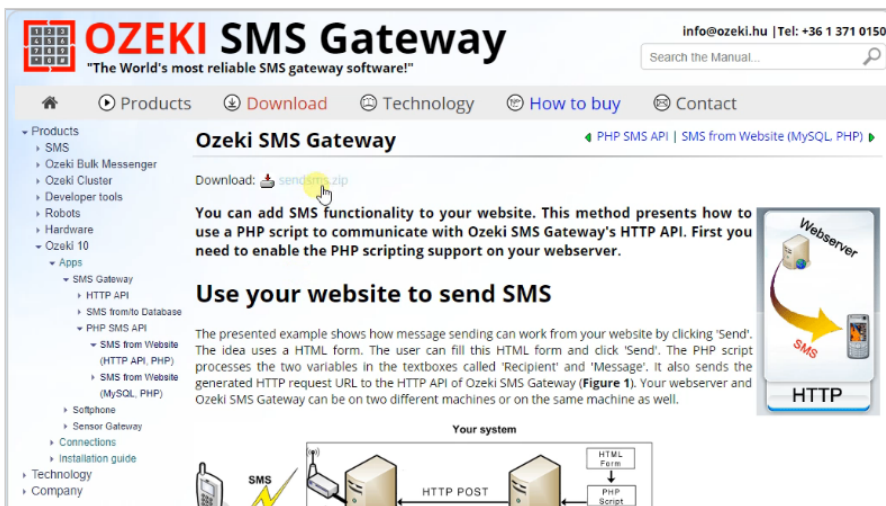 OZEKI SMS Gateway
"The World's most reliable SMS gateway software!"
info@ozeki.hu |Tel: +36 1 371 0150
Search the Manual...
Products
Download
Technology
How to buy
Contact
Products
SMS
Ozeki Bulk Messenger
Ozeki Cluster
Developer tools
Robots
Hardware
Ozeki 10
Apps
SMS Gateway
HTTP API
SMS from/to Database
PHP SMS API
SMS from Website
(HTTP API, PHP)
SMS from Website
(MySQL, PHP)
Softphone
Sensor Gateway
Connections
Installation guide
Technology
Company
Ozeki SMS Gateway
PHP SMS API | SMS from Website (MySQL, PHP)
Download: sendsms.zip
You can add SMS functionality to your website. This method presents how to
use a PHP script to communicate with Ozeki SMS Gateway's HTTP API. First you
need to enable the PHP scripting support on your webserver.
Webserver
SMS
HTTP
Use your website to send SMS
The presented example shows how message sending can work from your website by clicking 'Send'.
The idea uses a HTML form. The user can fill this HTML form and click 'Send'. The PHP script
processes the two variables in the textboxes called 'Recipient' and 'Message'. It also sends the
generated HTTP request URL to the HTTP API of Ozeki SMS Gateway (Figure 1). Your webserver and
Ozeki SMS Gateway can be on two different machines or on the same machine as well.
Your system
SMS
HTTP POST
HTML
Form
PHP
Script